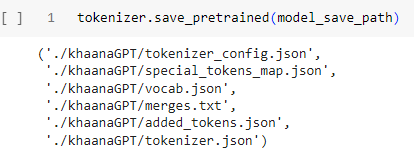 [ ] 1 tokenizer.save_pretrained(model_save_path)
('./khaanaGPT/tokenizer_config.json',
'./khaanaGPT/special_tokens_map.json',
'./khaanaGPT/vocab.json',
'./khaanaGPT/merges.txt',
'./khaanaGPT/added_tokens.json',
'./khaanaGPT/tokenizer.json')